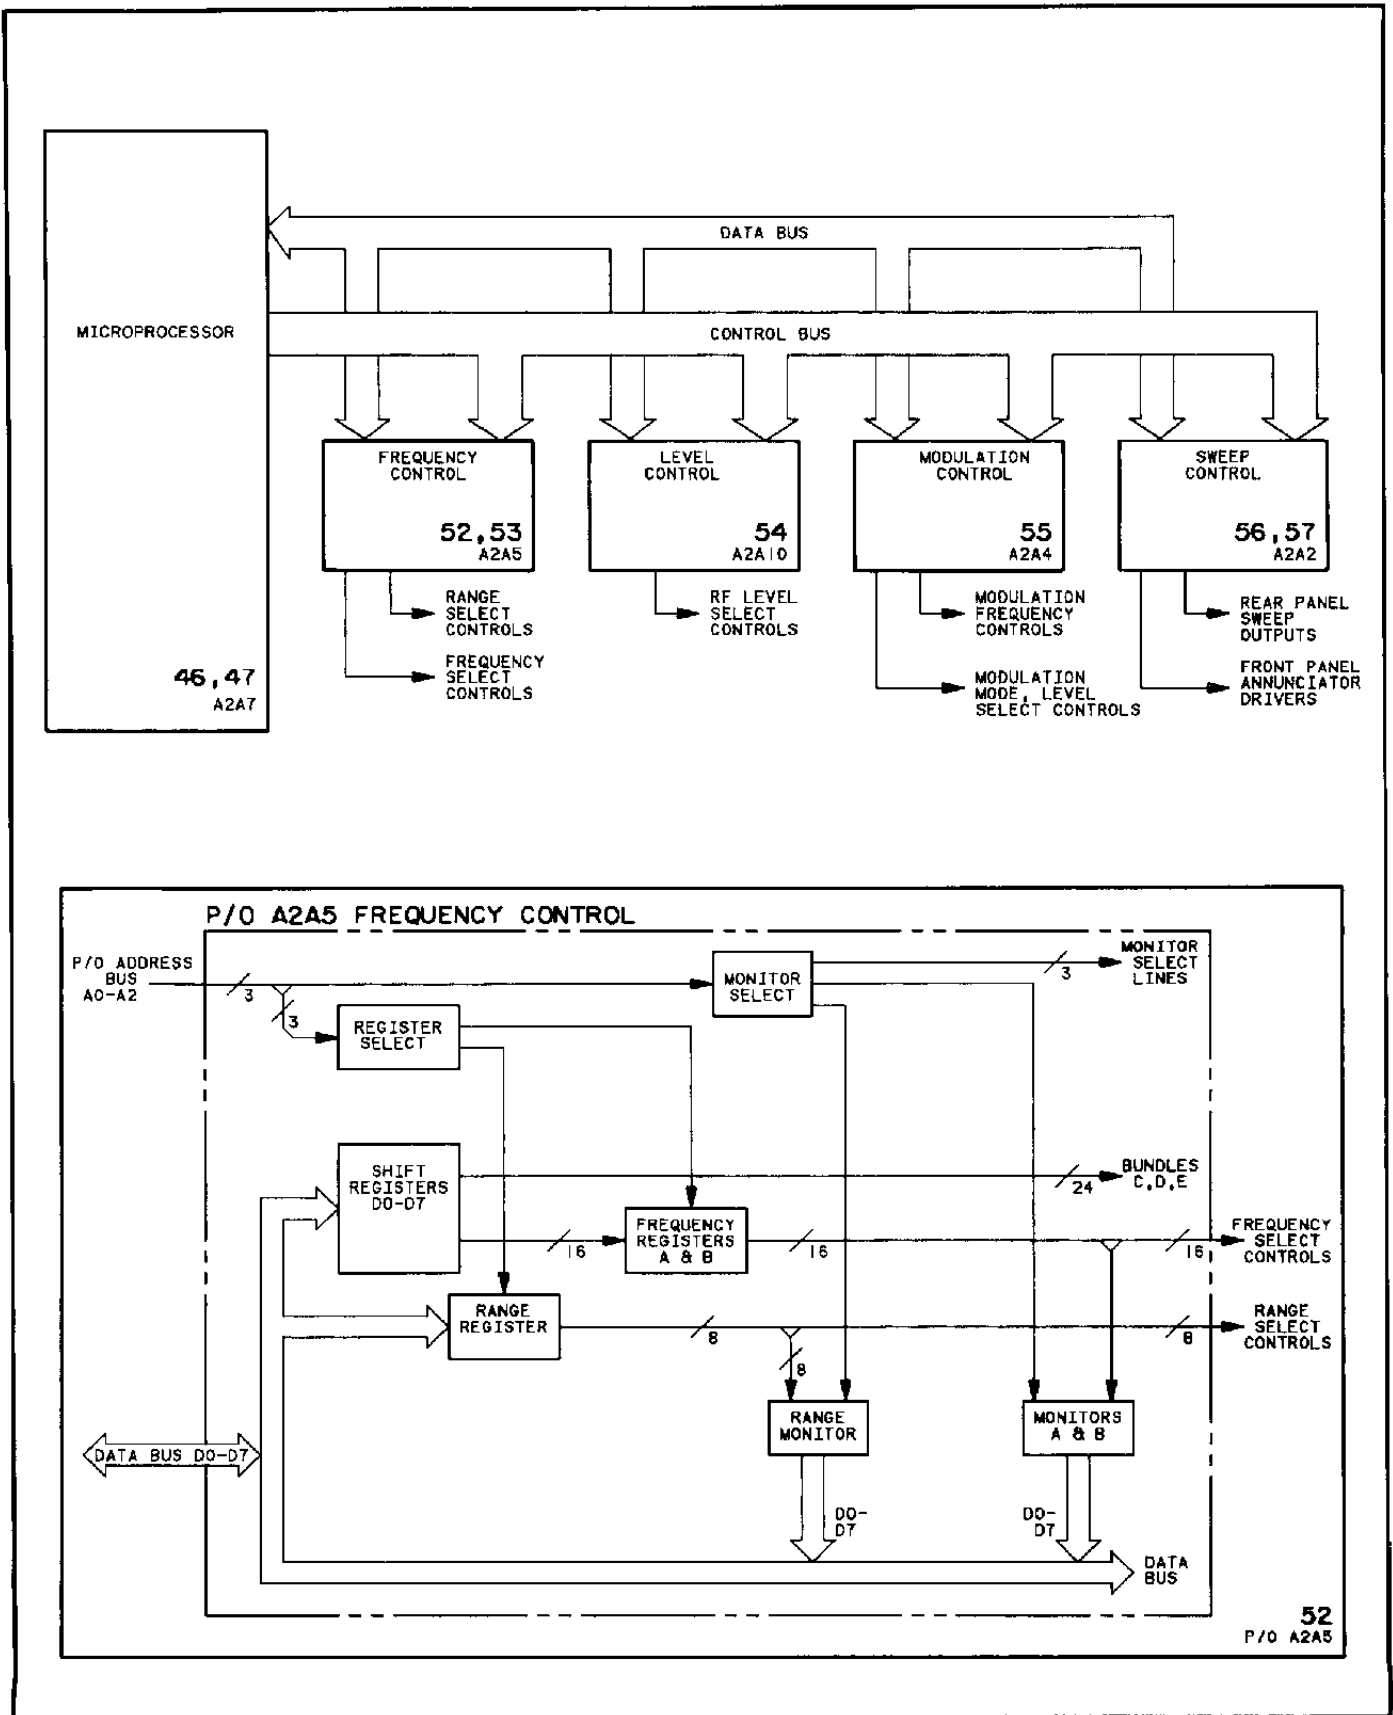 DATA BUS
MICROPROCESSOR
CONTROL BUS
FREQUENCY
CONTROL
52,53
A2A5
LEVEL
CONTROL
54
A2A10
MODULATION
CONTROL
55
A2A4
SWEEP
CONTROL
56,57
A2A2
RANGE
SELECT
CONTROLS
FREQUENCY
SELECT
CONTROLS
RF LEVEL
SELECT
CONTROLS
MODULATION
FREQUENCY
CONTROLS
MODULATION
MODE, LEVEL
SELECT CONTROLS
REAR PANEL
SWEEP
OUTPUTS
FRONT PANEL
ANNUNCIATOR
DRIVERS
46,47
A2A7
P/O A2A5 FREQUENCY CONTROL
P/O ADDRESS
BUS
A0-A2
3
3
REGISTER
SELECT
MONITOR
SELECT
3
MONITOR
SELECT
LINES
SHIFT
REGISTERS
D0-D7
24
BUNDLES
C,D,E
16
FREQUENCY
REGISTERS
A & B
16
16
FREQUENCY
SELECT
CONTROLS
RANGE
REGISTER
8
8
8
RANGE
SELECT
CONTROLS
RANGE
MONITOR
MONITORS
A & B
DATA BUS D0-D7
D0-
D7
D0-
D7
DATA
BUS
52
P/O A2A5